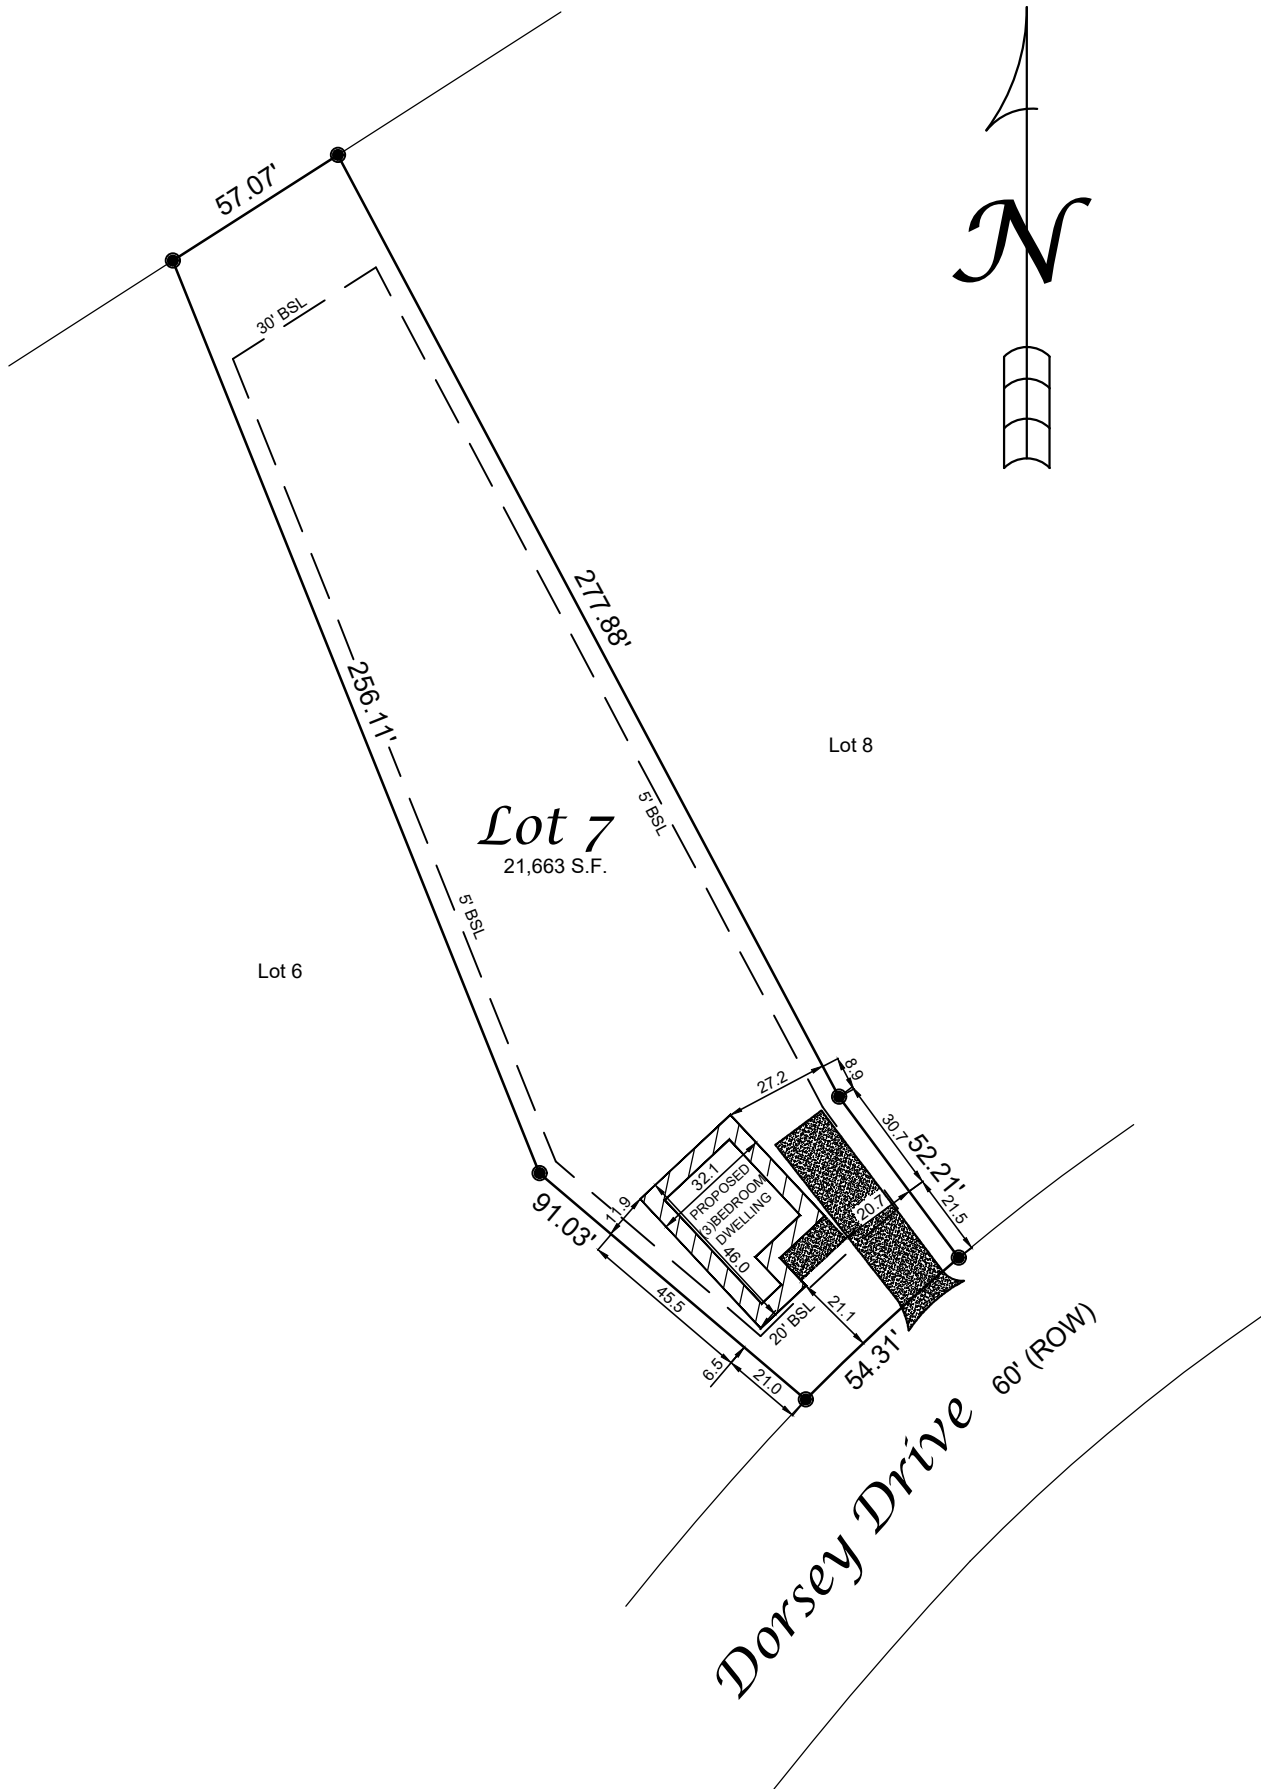 N
57.07'
30' BSL
277.88'
256.11'
Lot 8
5' BSL
Lot 7
21,663 S.F.
5' BSL
Lot 6
8.9
27.2
30.7
52.21'
32.1
PROPOSED
(3)BEDROOM
DWELLING
46.0
11.9
91.03'
20.7
21.5
45.5
20' BSL
21.1
54.31'
6.5
21.0
60' (ROW)
Dorsey Drive